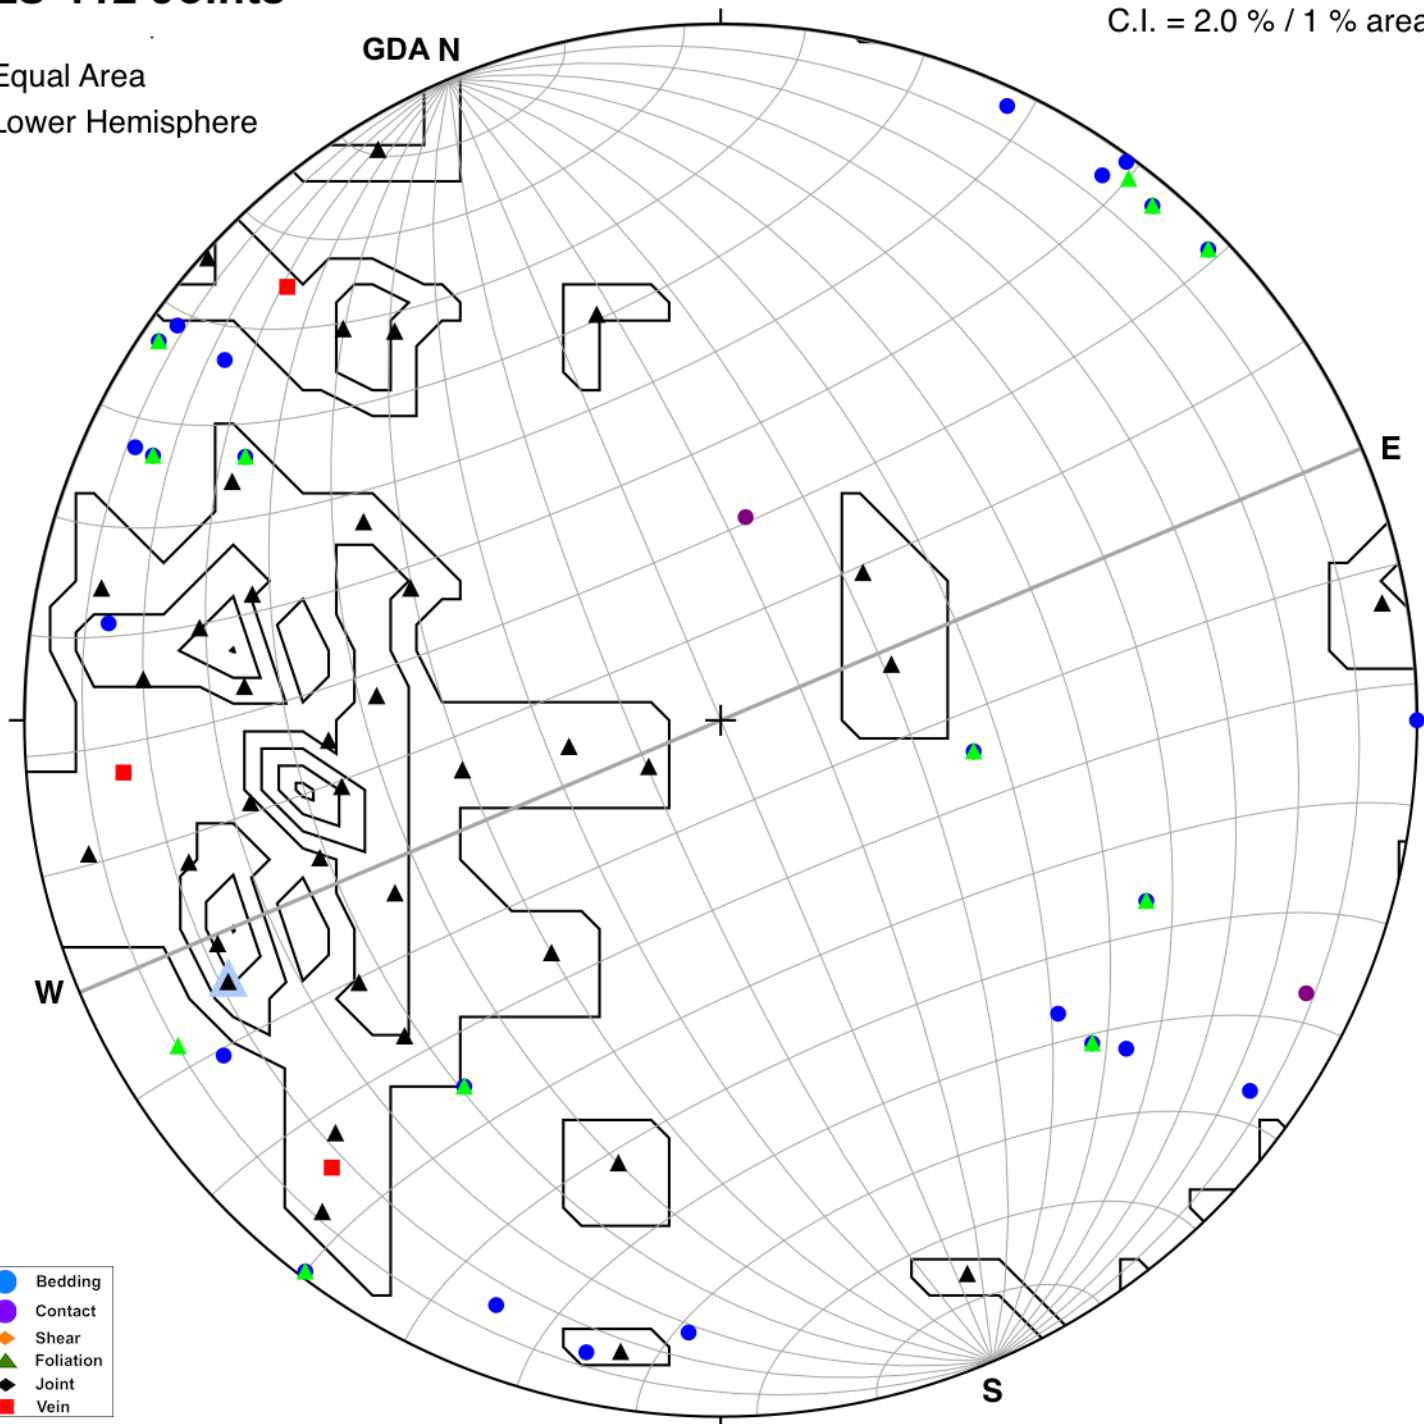 C.I. = 2.0 % / 1 % area
GDA N
Equal Area
Lower Hemisphere
E
W
S
Bedding
Contact
Shear
Foliation
Joint
Vein